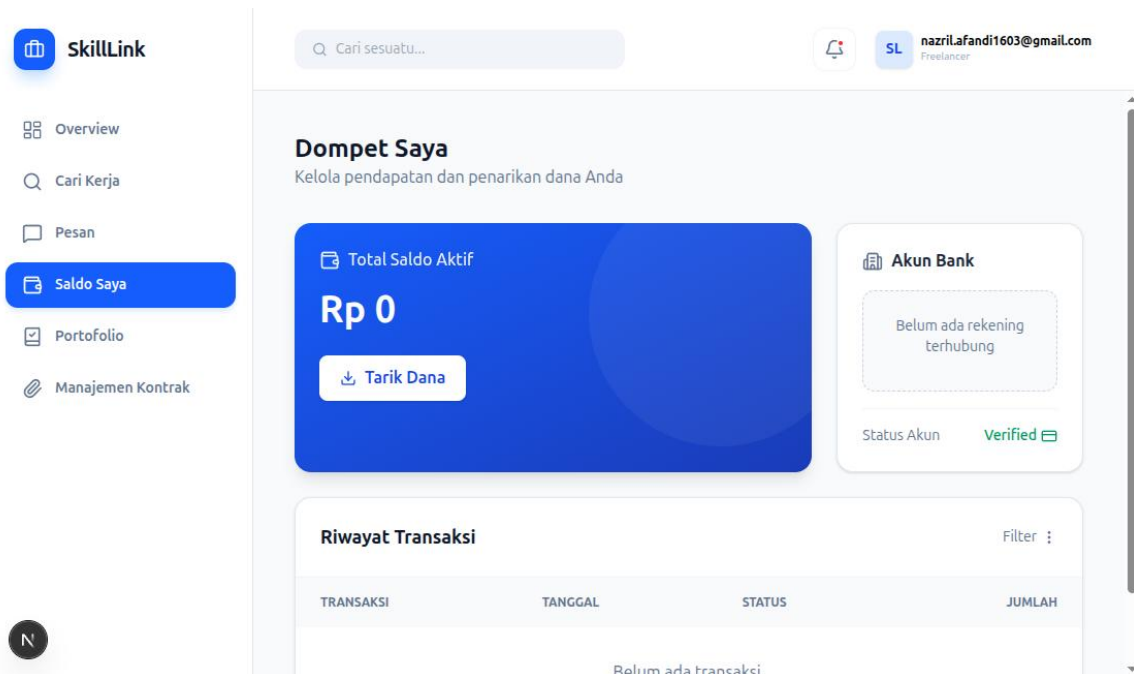 SkillLink
Cari sesuatu...
SL
nazril.afandi1603@gmail.com
Freelancer
Overview
Cari Kerja
Pesan
Saldo Saya
Portofolio
Manajemen Kontrak
N
Dompet Saya
Kelola pendapatan dan penarikan dana Anda
Total Saldo Aktif
Rp 0
Tarik Dana
Akun Bank
Belum ada rekening
terhubung
Status Akun Verified
Riwayat Transaksi
Filter
TRANSAKSI TANGGAL STATUS JUMLAH
Belum ada transaksi